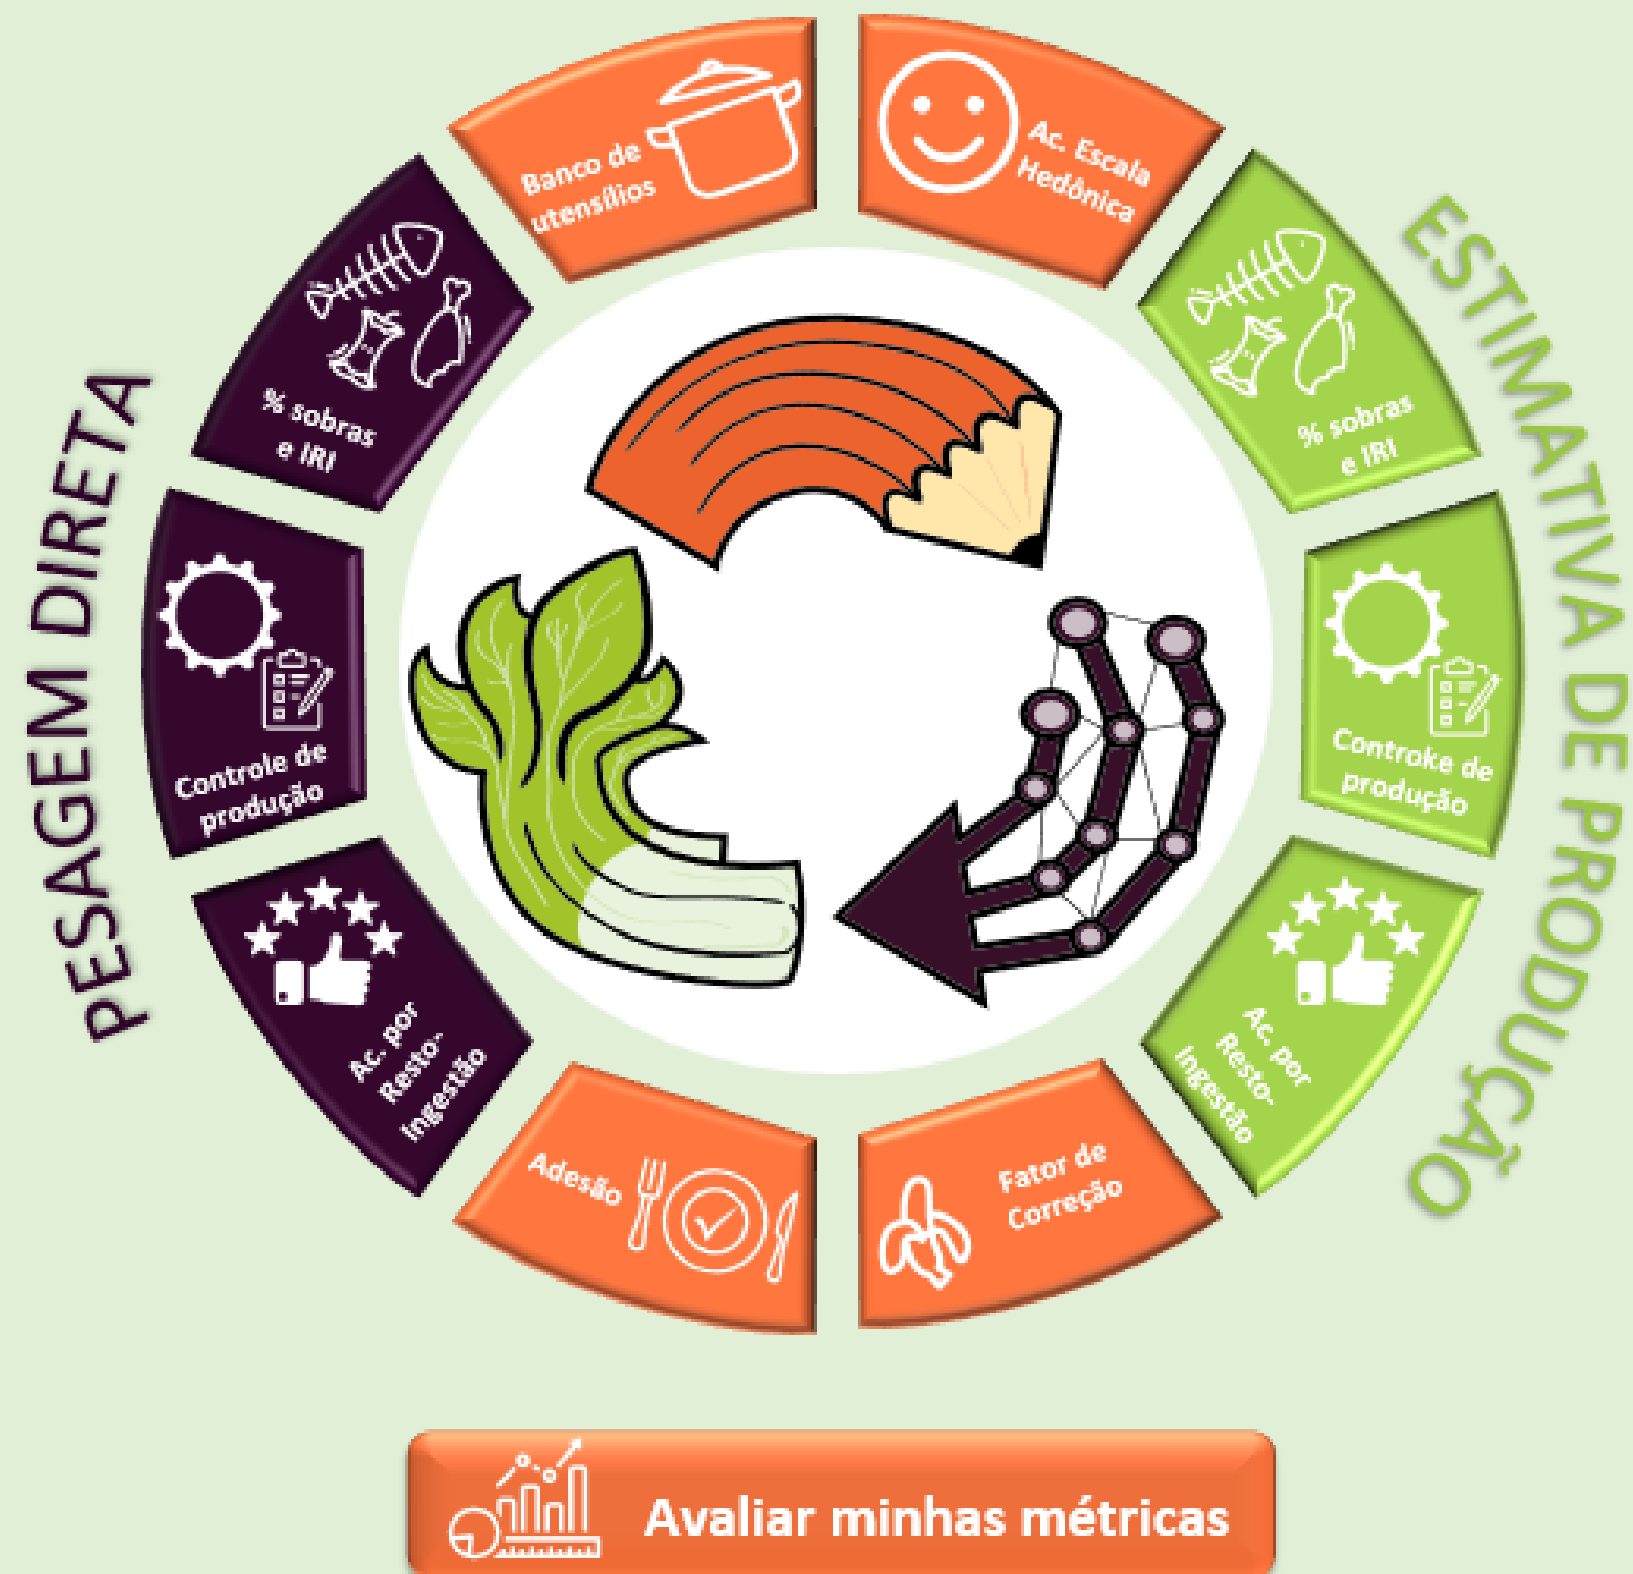 Banco de
utensílios
Ac. Escala
Hedônica
% sobras
e IRI
% sobras
e IRI
PESAGEM DIRETA
ESTIMATIVA DE PRODUÇÃO
Controle de
produção
Controke de
produção
Ac. por
Resto-
Ingestão
Ac. por
Resto-
Ingestão
Adesão
Fator de
Correção
Avaliar minhas métricas